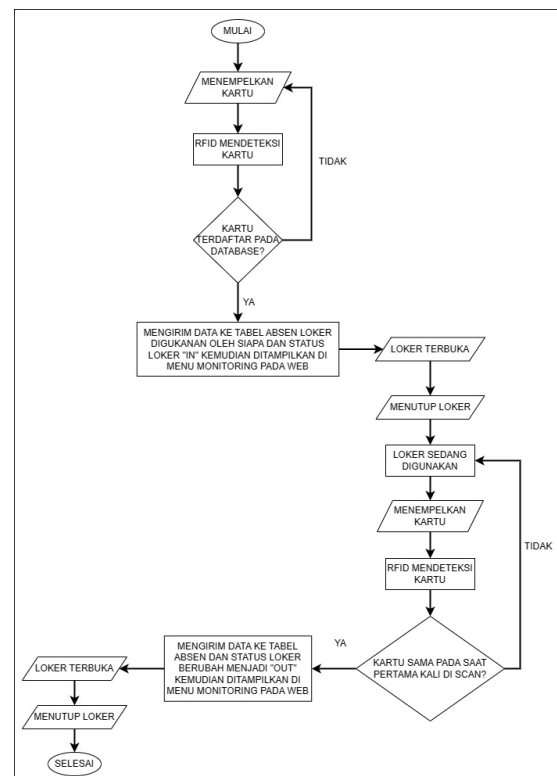 MULAI
MENEMPELKAN
KARTU
RFID MENDETEKSI
KARTU
TIDAK
KARTU
TERDAFTAR PADA
DATABASE?
YA
MENGIRIM DATA KE TABEL ABSEN LOKER
DIGUKANAN OLEH SIAPA DAN STATUS
LOKER "IN" KEMUDIAN DITAMPILKAN DI
MENU MONITORING PADA WEB
LOKER TERBUKA
MENUTUP LOKER
LOKER SEDANG
DIGUNAKAN
MENEMPELKAN
KARTU
TIDAK
RFID MENDETEKSI
KARTU
KARTU SAMA PADA SAAT
PERTAMA KALI DI SCAN?
YA
MENGIRIM DATA KE TABEL
ABSEN DAN STATUS LOKER
BERUBAH MENJADI "OUT"
KEMUDIAN DITAMPILKAN DI
MENU MONITORING PADA WEB
LOKER TERBUKA
MENUTUP LOKER
SELESAI